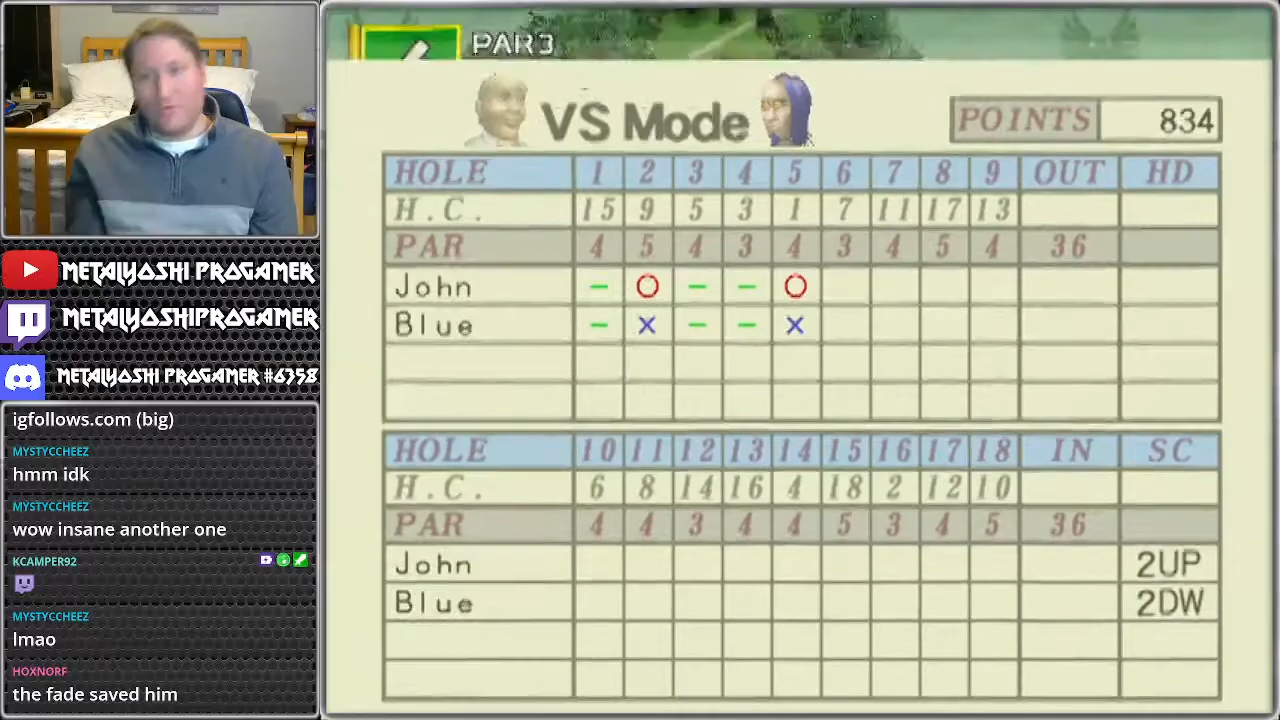 PAR3
VS Mode
POINTS 834
HOLE 1 2 3 4 5 6 7 8 9 OUT HD
H.C. 15 9 5 3 1 7 11 17 13
PAR 4 5 4 3 4 3 4 5 4 36
John - O - - O
Blue - X - - X
HOLE 10 11 12 13 14 15 16 17 18 IN SC
H.C. 6 8 14 16 4 18 2 12 10
PAR 4 4 3 4 4 5 3 4 5 36
John 2UP
Blue 2DW
METALYOSHI PROGAMER
METALYOSHIPROGAMER
METALYOSHI PROGAMER #6358
igfollows.com (big)
MYSTYCCHEEZ
hmm idk
MYSTYCCHEEZ
wow insane another one
KCAMPER92
MYSTYCCHEEZ
lmao
HOXNORF
the fade saved him